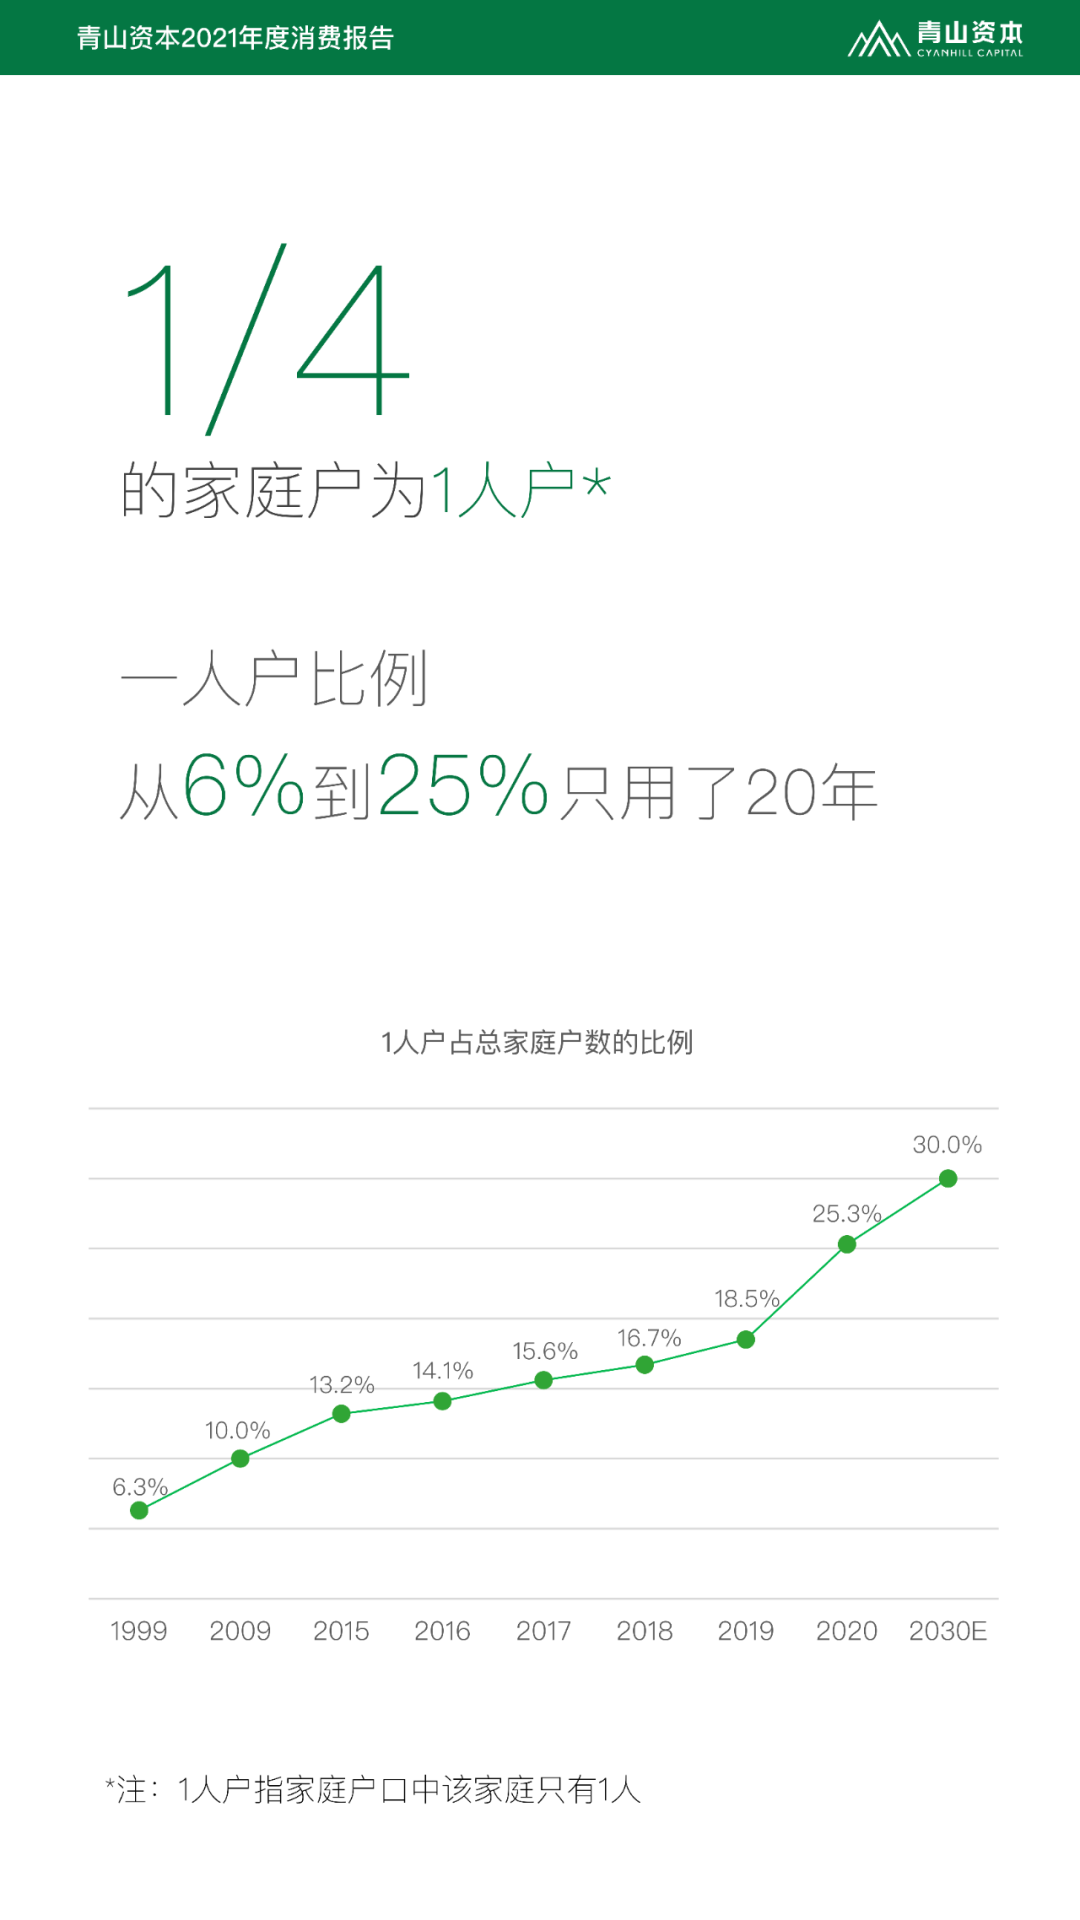 青山资本2021年度消费报告
青山资本
CYANHILL CAPITAL
1/4
的家庭户为1人户*
一人户比例
从6%到25%只用了20年
1人户占总家庭户数的比例
30.0%
25.3%
18.5%
16.7%
15.6%
14.1%
13.2%
10.0%
6.3%
1999 2009 2015 2016 2017 2018 2019 2020 2030E
*注：1人户指家庭户口中该家庭只有1人